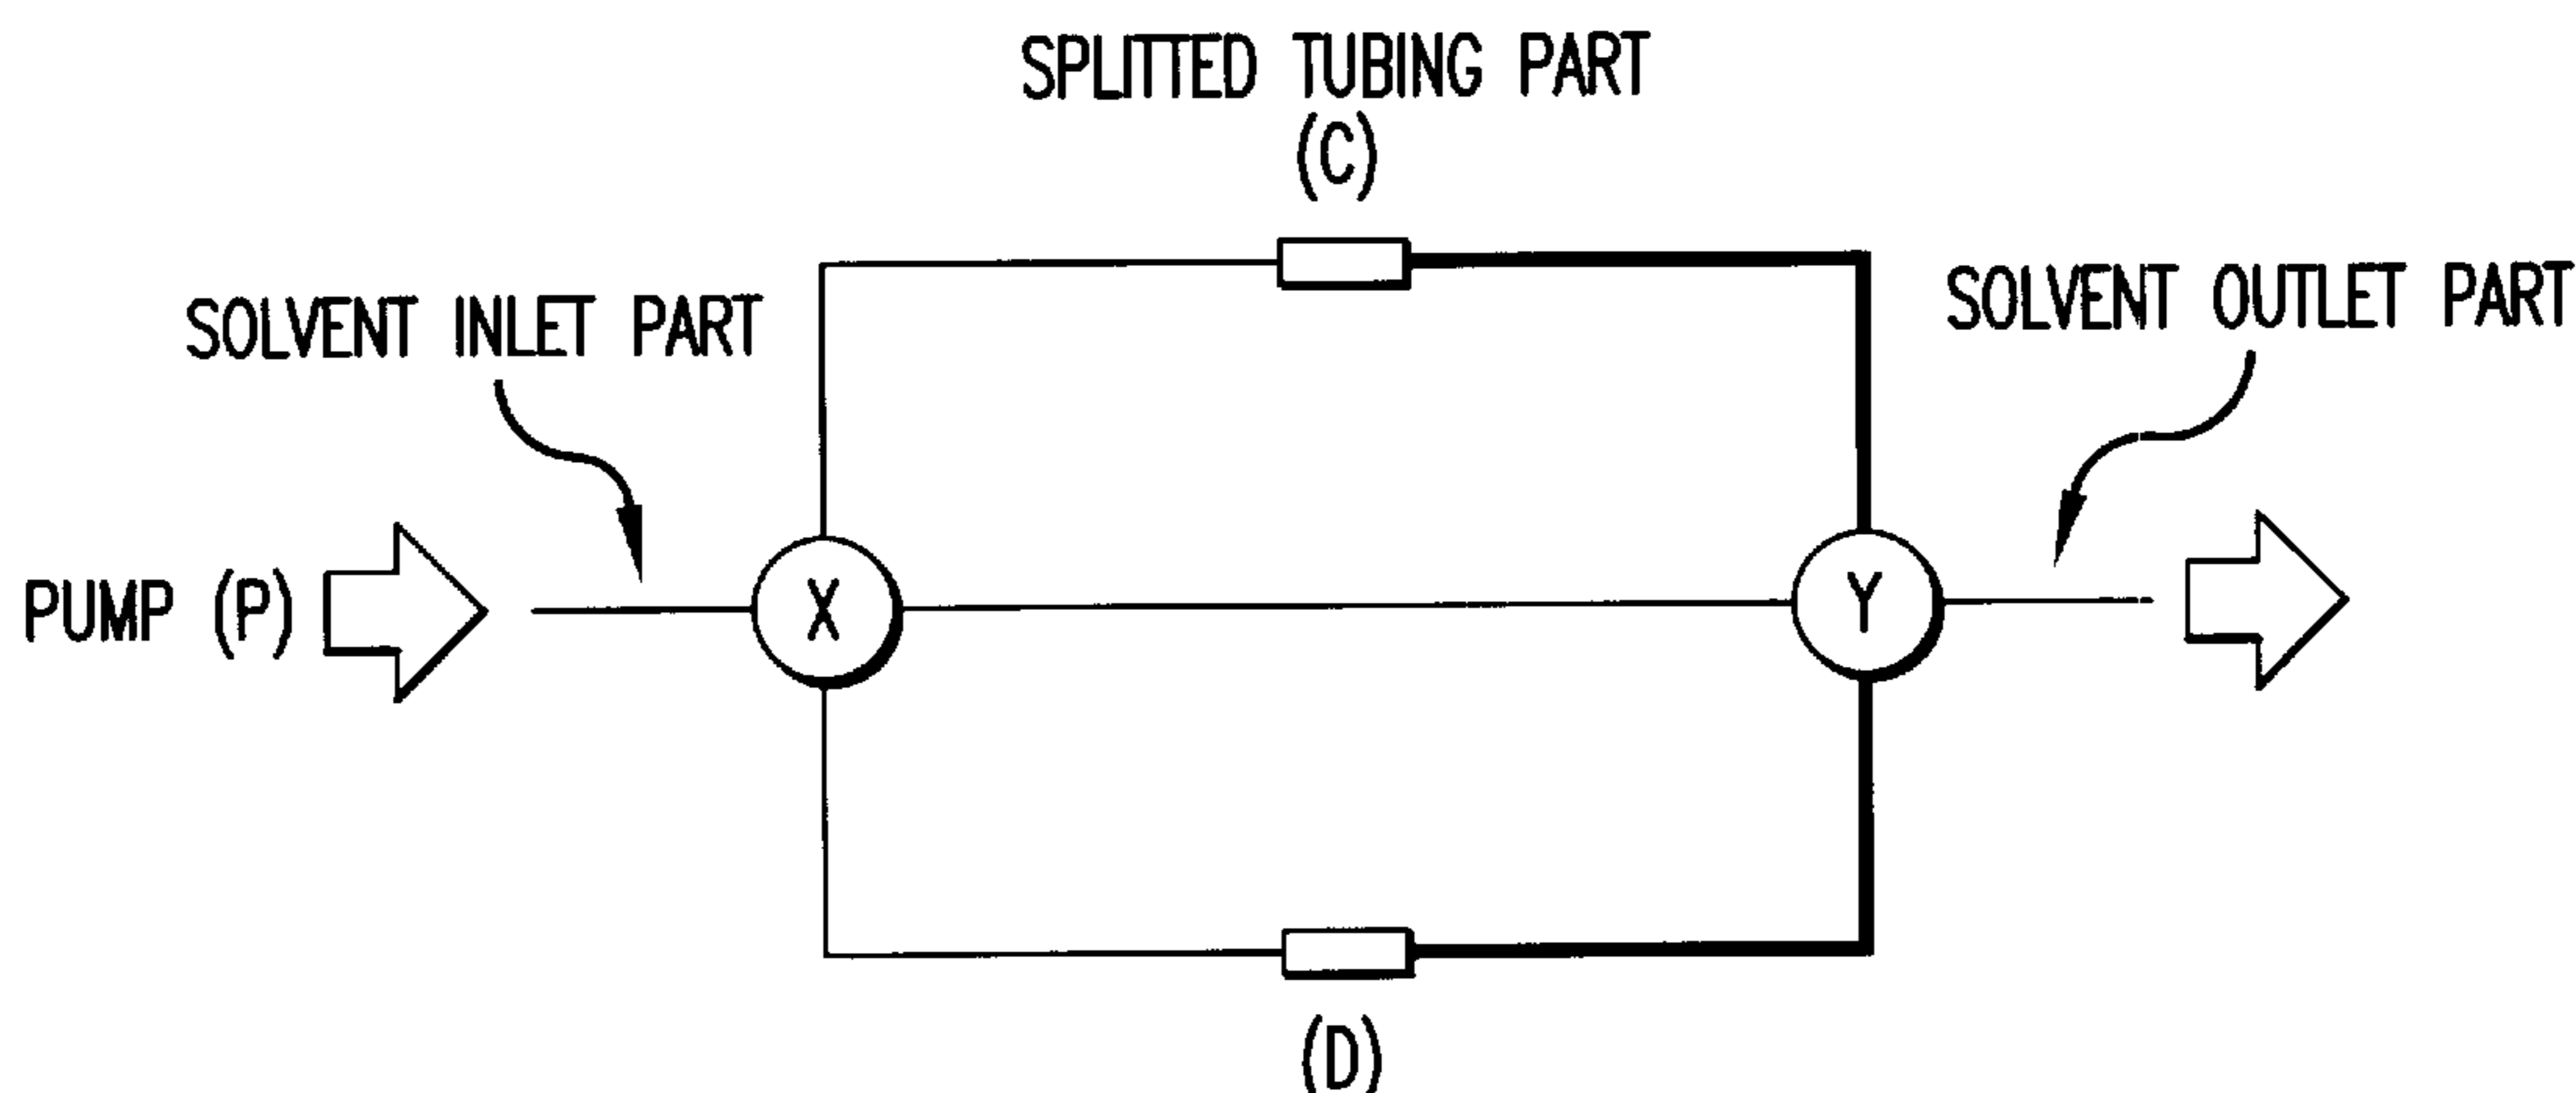 SPLITTED TUBING PART
(C)
SOLVENT INLET PART
SOLVENT OUTLET PART
PUMP (P)
X
Y
(D)